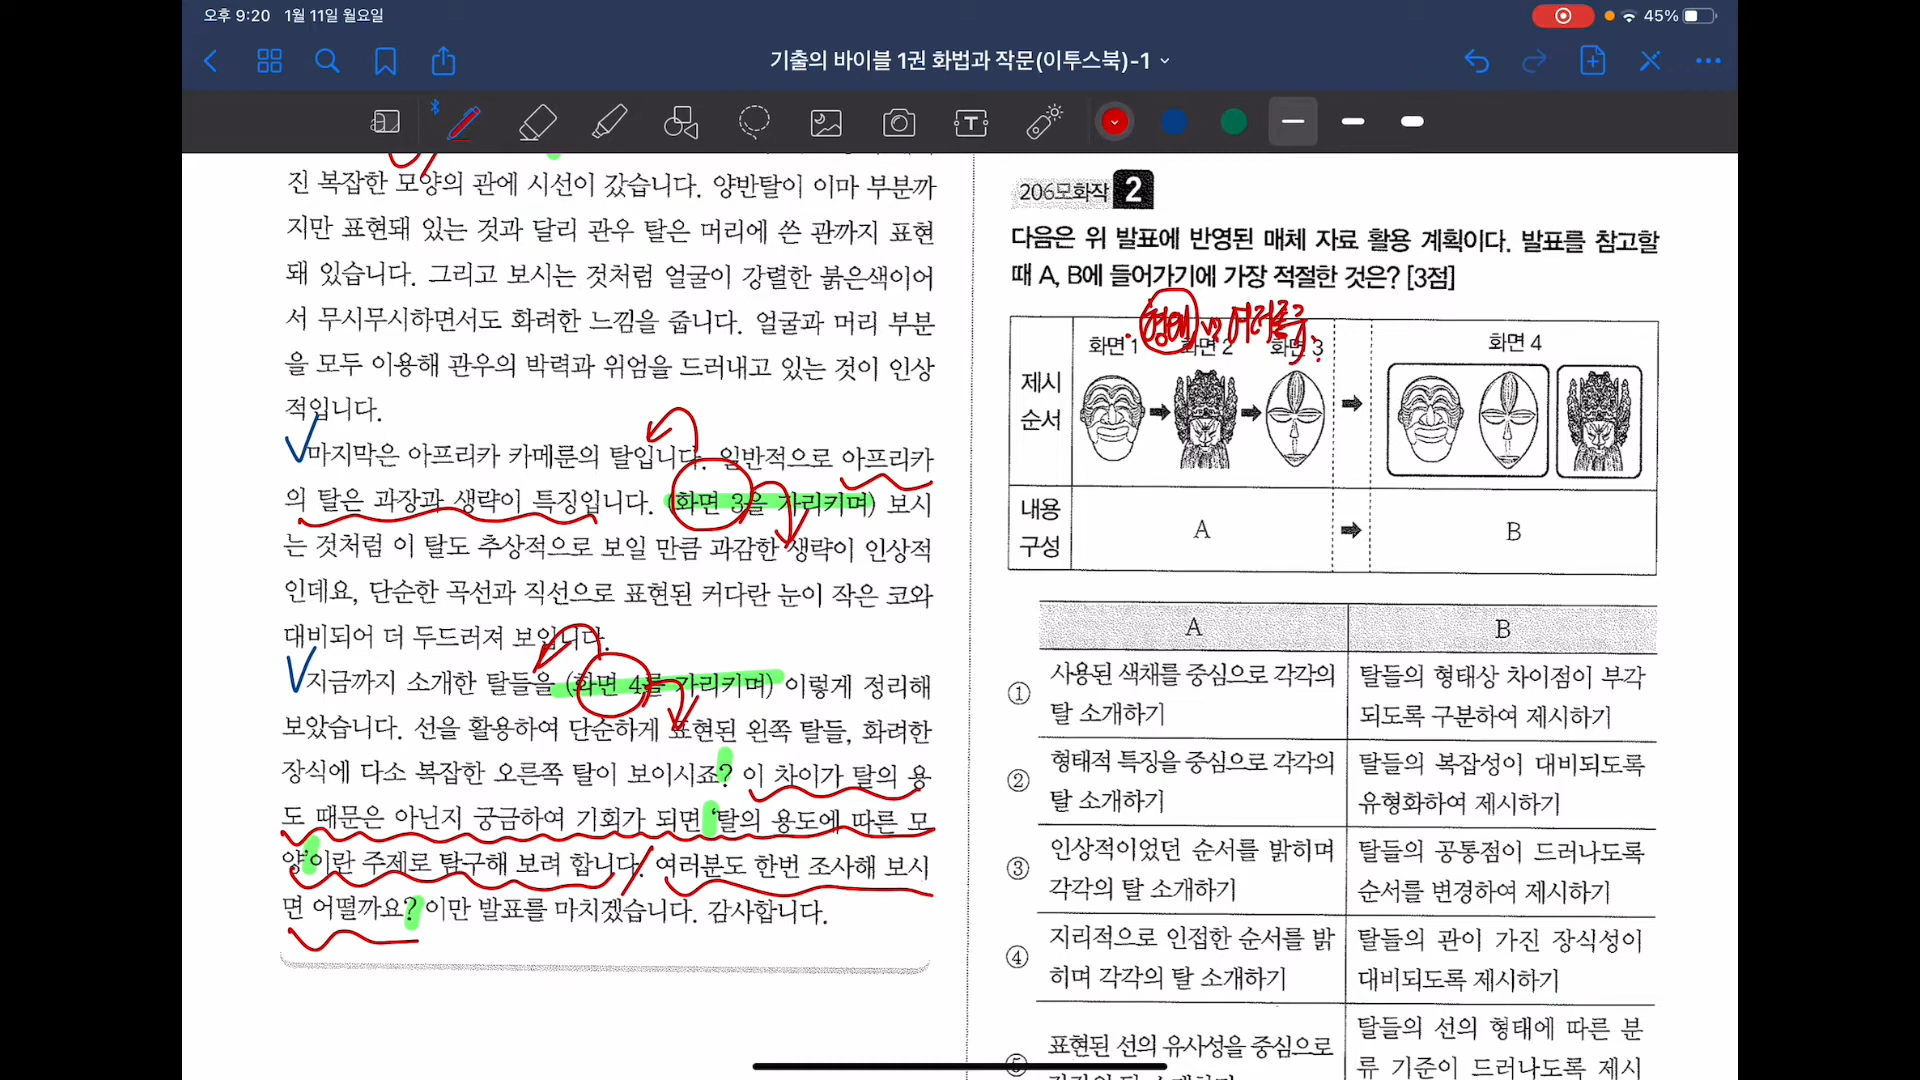 오후 9:20 1월 11일 월요일
45%
기출의 바이블 1권 화법과 작문(이투스북)-1
진 복잡한 모양의 관에 시선이 갔습니다. 양반탈이 이마 부분까
지만 표현돼 있는 것과 달리 관우 탈은 머리에 쓴 관까지 표현
돼 있습니다. 그리고 보시는 것처럼 얼굴이 강렬한 붉은색이어
서 무시무시하면서도 화려한 느낌을 줍니다. 얼굴과 머리 부분
을 모두 이용해 관우의 박력과 위엄을 드러내고 있는 것이 인상
적입니다.
마지막은 아프리카 카메룬의 탈입니다. 일반적으로 아프리카
의 탈은 과장과 생략이 특징입니다. (화면 3을 가리키며) 보시
는 것처럼 이 탈도 추상적으로 보일 만큼 과감한 생략이 인상적
인데요, 단순한 곡선과 직선으로 표현된 커다란 눈이 작은 코와
대비되어 더 두드러져 보입니다.
지금까지 소개한 탈들을 (화면 4를 가리키며) 이렇게 정리해
보았습니다. 선을 활용하여 단순하게 표현된 왼쪽 탈들, 화려한
장식에 다소 복잡한 오른쪽 탈이 보이시죠? 이 차이가 탈의 용
도 때문은 아닌지 궁금하여 기회가 되면 '탈의 용도에 따른 모
양'이란 주제로 탐구해 보려 합니다. 여러분도 한번 조사해 보시
면 어떨까요? 이만 발표를 마치겠습니다. 감사합니다.
206모화작 2
다음은 위 발표에 반영된 매체 자료 활용 계획이다. 발표를 참고할
때 A, B에 들어가기에 가장 적절한 것은? [3점]
형태
화면 1 화면 2 화면 3 화면 4
제시
순서
내용
구성
A B
A B
① 사용된 색채를 중심으로 각각의
탈 소개하기
탈들의 형태상 차이점이 부각
되도록 구분하여 제시하기
② 형태적 특징을 중심으로 각각의
탈 소개하기
탈들의 복잡성이 대비되도록
유형화하여 제시하기
③ 인상적이었던 순서를 밝히며
각각의 탈 소개하기
탈들의 공통점이 드러나도록
순서를 변경하여 제시하기
④ 지리적으로 인접한 순서를 밝
히며 각각의 탈 소개하기
탈들의 관이 가진 장식성이
대비되도록 제시하기
⑤ 표현된 선의 유사성을 중심으로
탈들의 선의 형태에 따른 분
류 기준이 드러나도록 제시